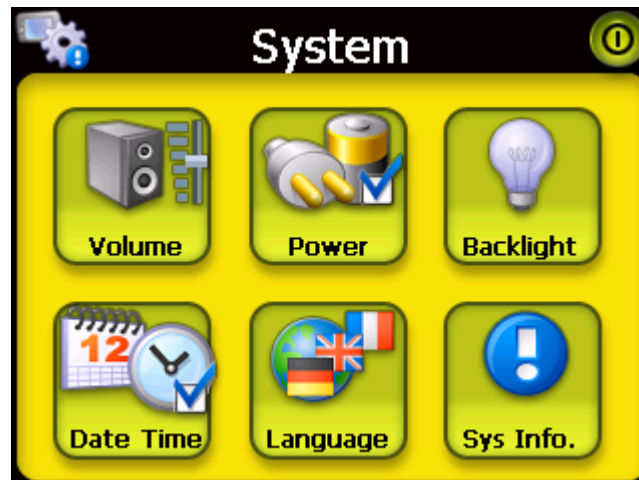 System
Volume
Power
Backlight
12
Date Time
Language
Sys Info.